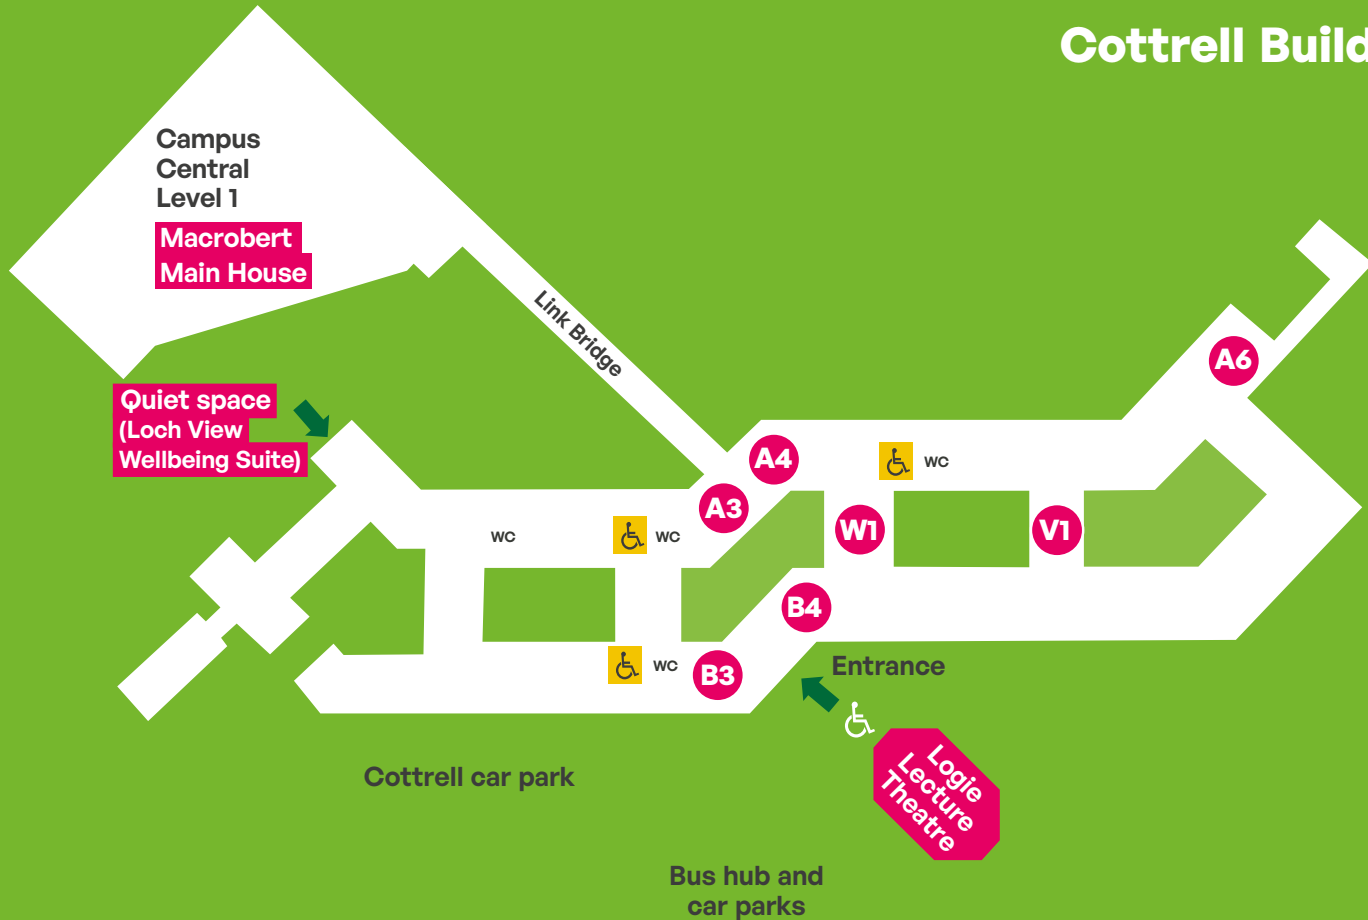 Cottrell Build
Campus
Central
Level 1
Macrobert
Main House
Link Bridge
A6
Quiet space
(Loch View
Wellbeing Suite)
A4
WC
A3
W1
V1
WC
WC
B4
WC
B3
Entrance
Logie
Lecture
Theatre
Cottrell car park
Bus hub and
car parks